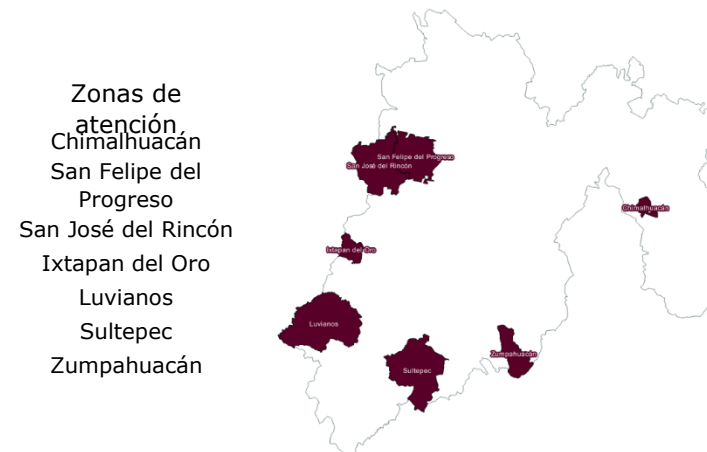 Zonas de
atención
Chimalhuacán
San Felipe del
Progreso
San José del Rincón
Ixtapan del Oro
Luvianos
Sultepec
Zumpahuacán
San Felipe del Progreso
San José del Rincón
Chimalhuacán
Ixtapan del Oro
Luvianos
Zumpahuacán
Sultepec